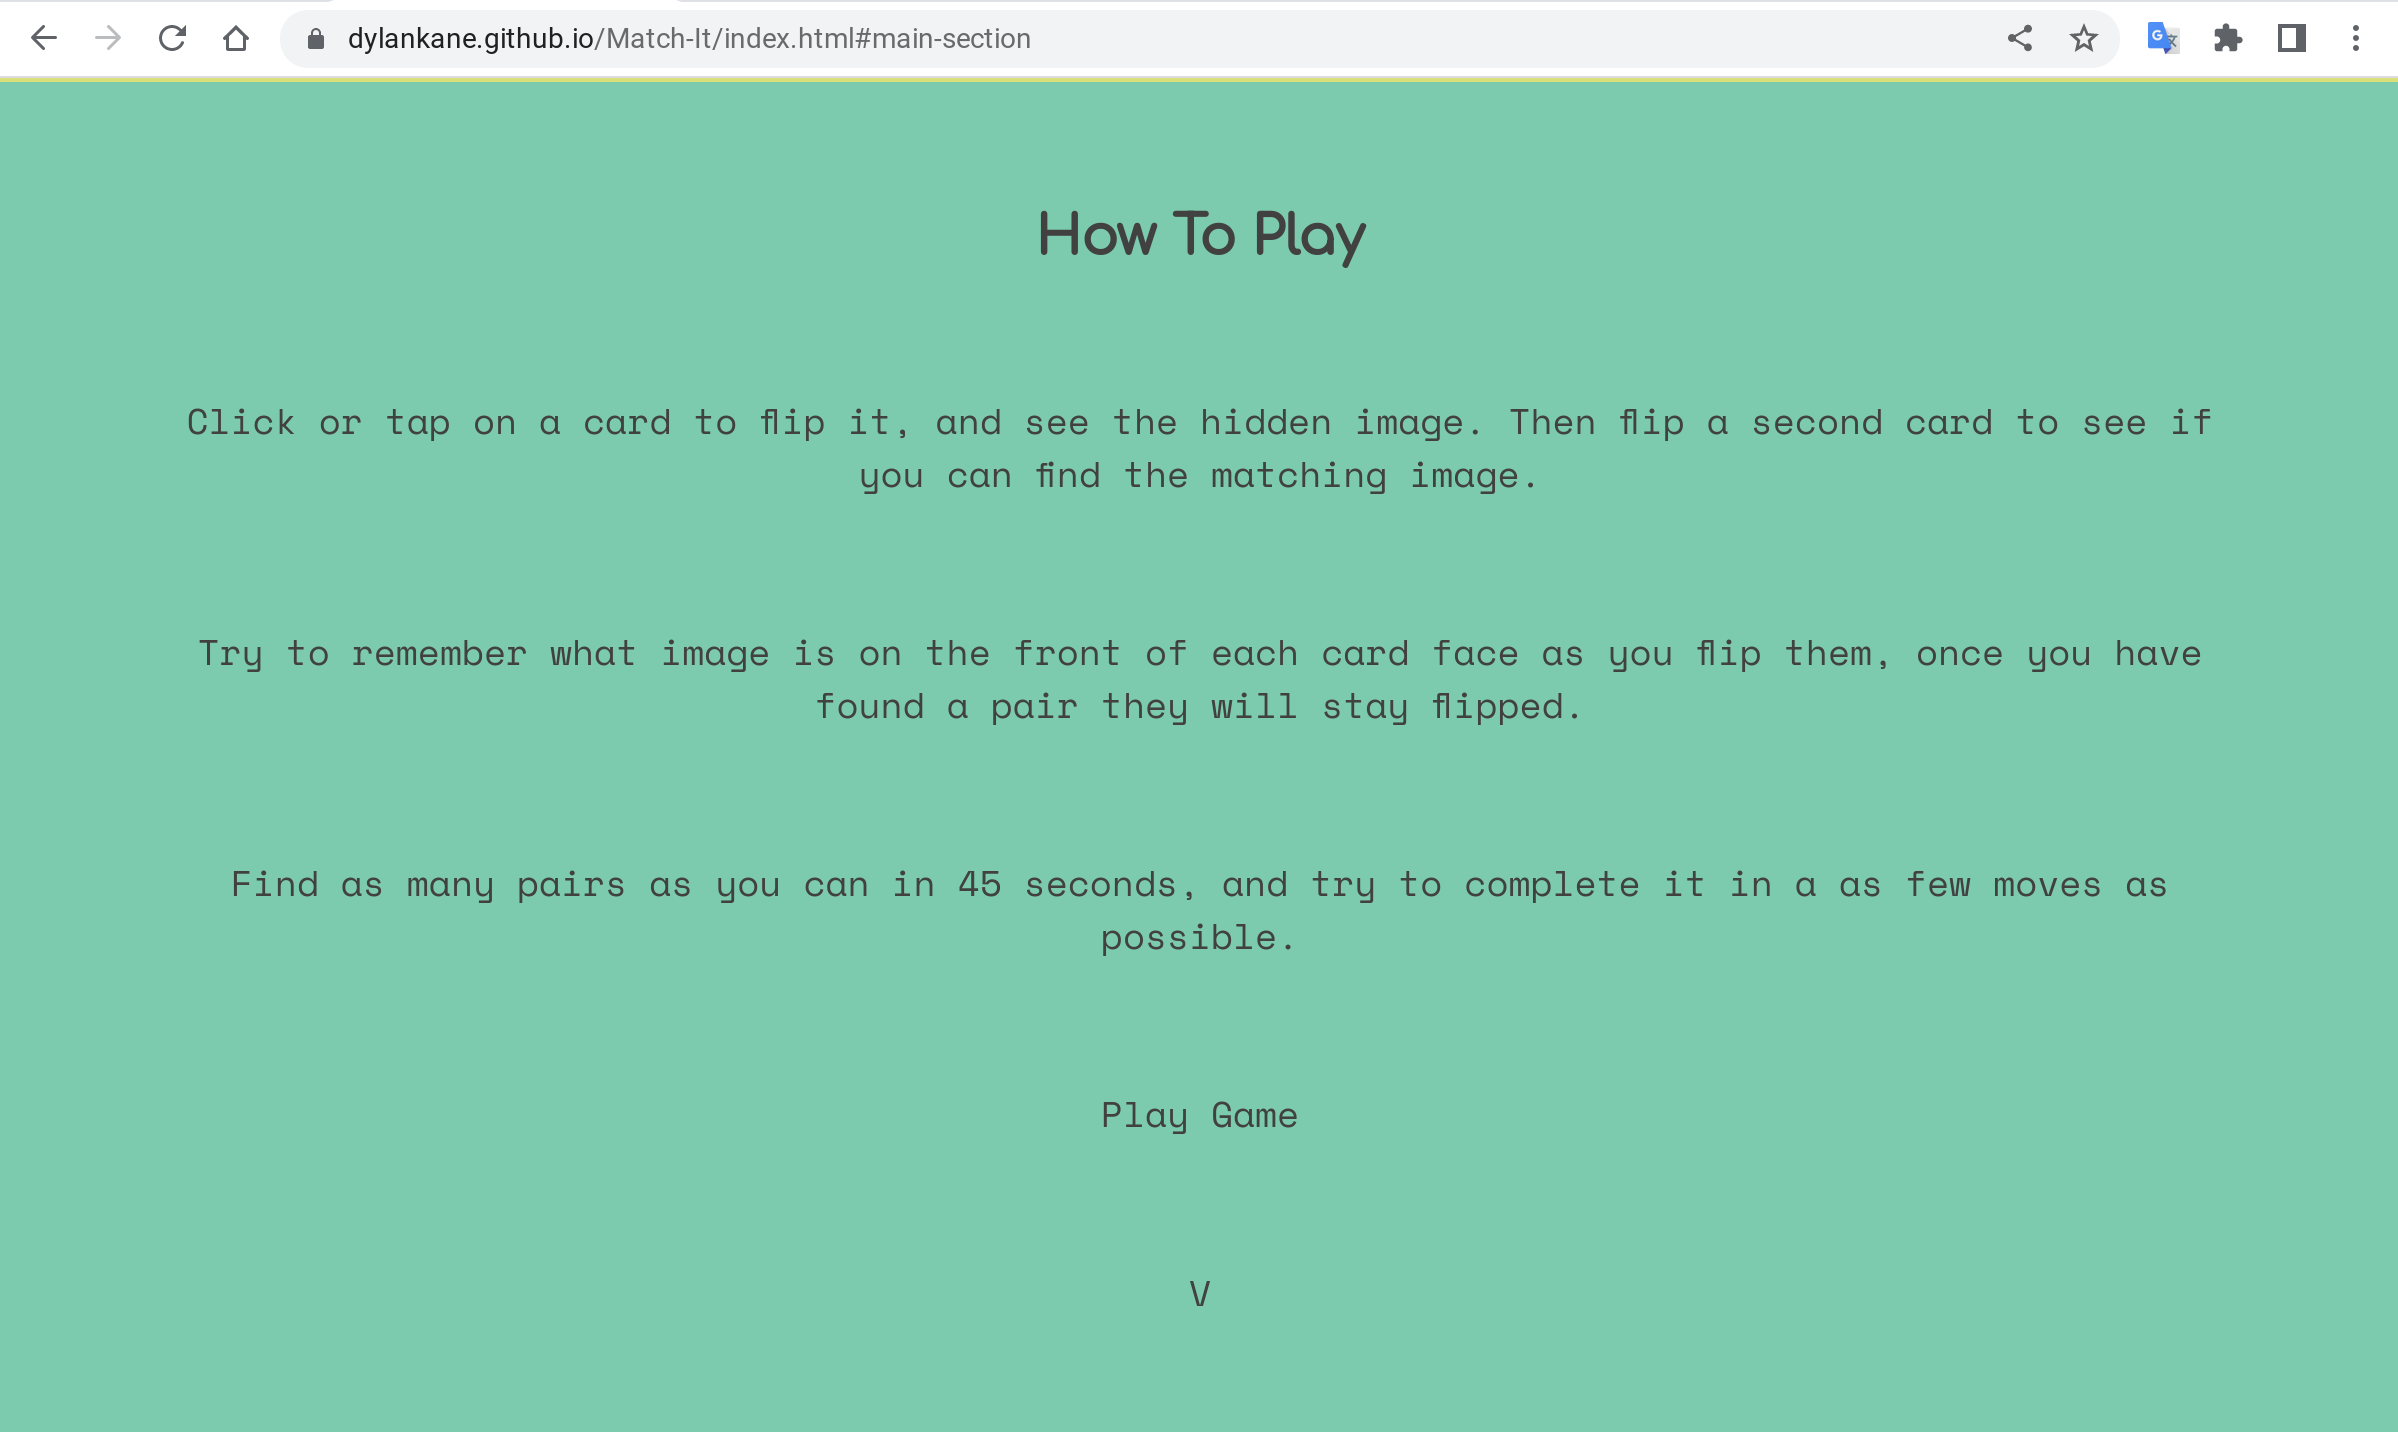 dylankane.github.io/Match-It/index.html#main-section
How To Play
Click or tap on a card to flip it, and see the hidden image. Then flip a second card to see if
you can find the matching image.
Try to remember what image is on the front of each card face as you flip them, once you have
found a pair they will stay flipped.
Find as many pairs as you can in 45 seconds, and try to complete it in a as few moves as
possible.
Play Game
V